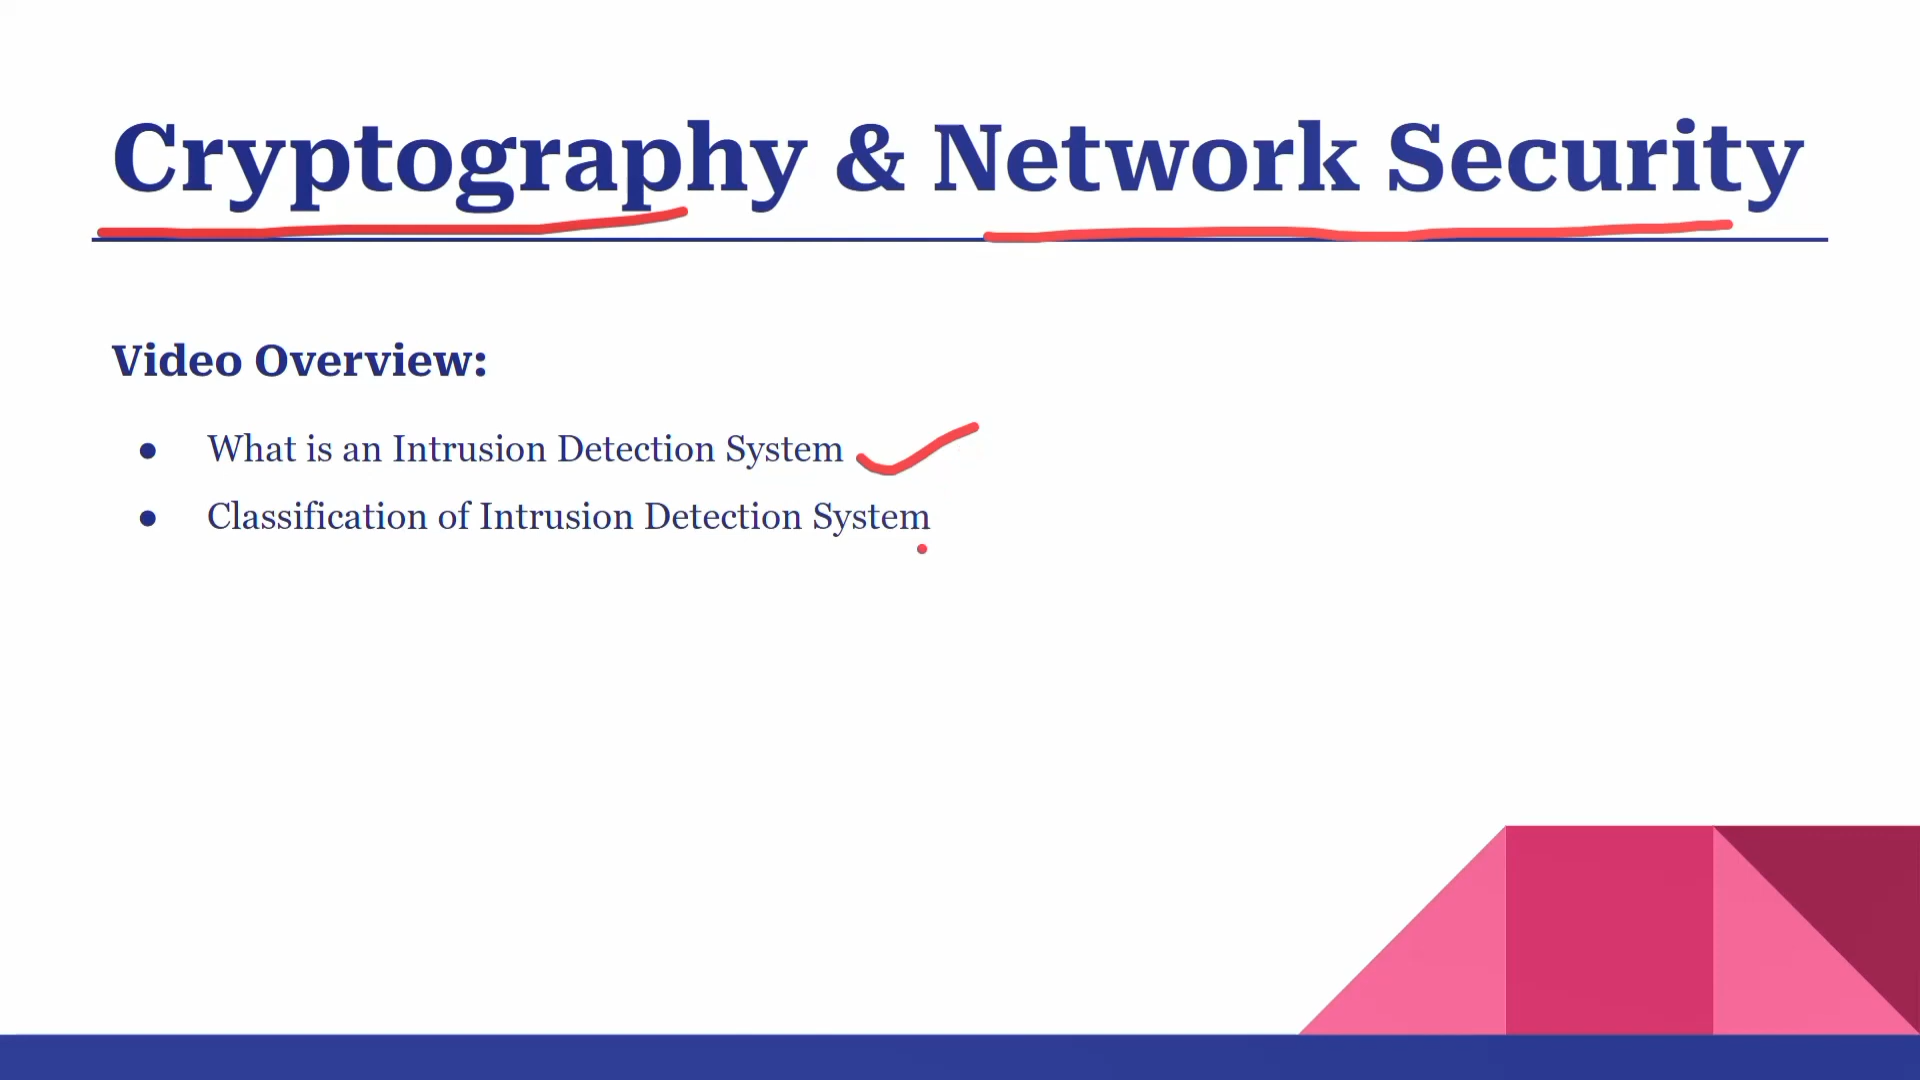 Cryptography & Network Security
Video Overview:
● What is an Intrusion Detection System
● Classification of Intrusion Detection System